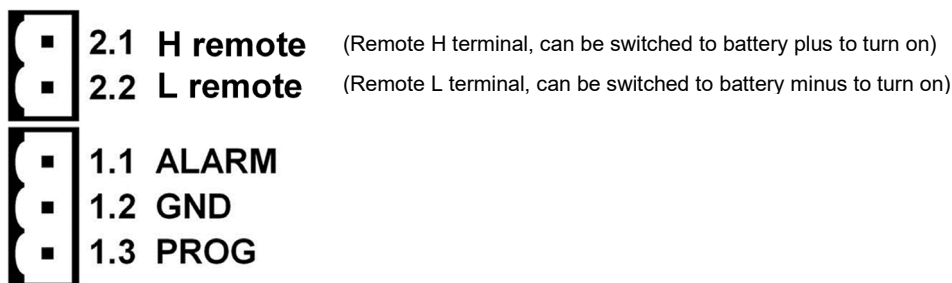 2.1 H remote (Remote H terminal, can be switched to battery plus to turn on)
2.2 L remote (Remote L terminal, can be switched to battery minus to turn on)
1.1 ALARM
1.2 GND
1.3 PROG